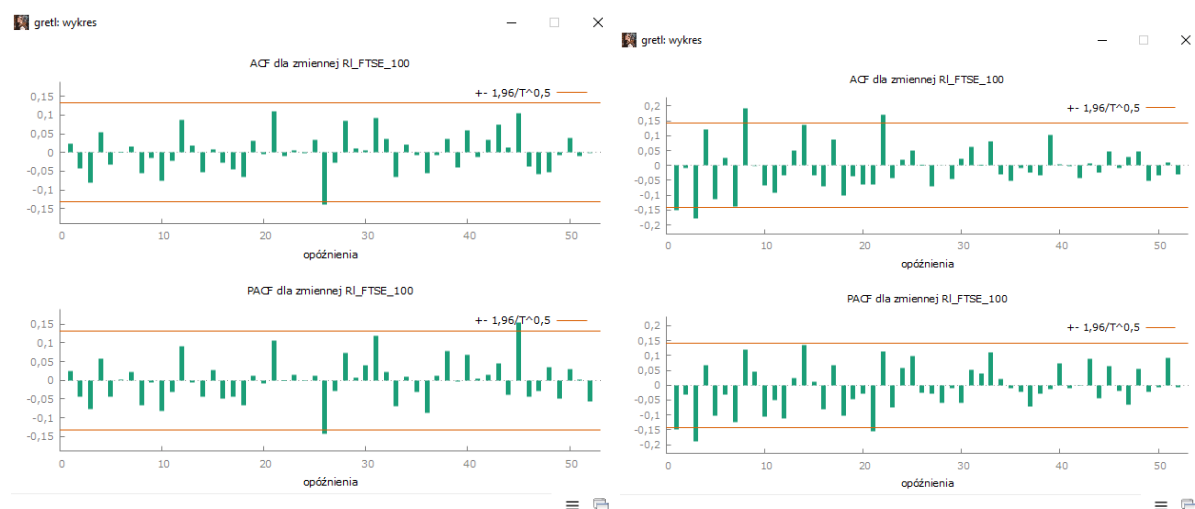 gretl: wykres
ACF dla zmiennej Rl_FTSE_100
+- 1,96/T^0,5
0,15
0,1
0,05
0
-0,05
-0,1
-0,15
0 10 20 30 40 50
opóźnienia
PACF dla zmiennej Rl_FTSE_100
+- 1,96/T^0,5
0,15
0,1
0,05
0
-0,05
-0,1
-0,15
0 10 20 30 40 50
opóźnienia
gretl: wykres
ACF dla zmiennej Rl_FTSE_100
+- 1,96/T^0,5
0,2
0,15
0,1
0,05
0
-0,05
-0,1
-0,15
-0,2
0 10 20 30 40 50
opóźnienia
PACF dla zmiennej Rl_FTSE_100
+- 1,96/T^0,5
0,2
0,15
0,1
0,05
0
-0,05
-0,1
-0,15
-0,2
0 10 20 30 40 50
opóźnienia